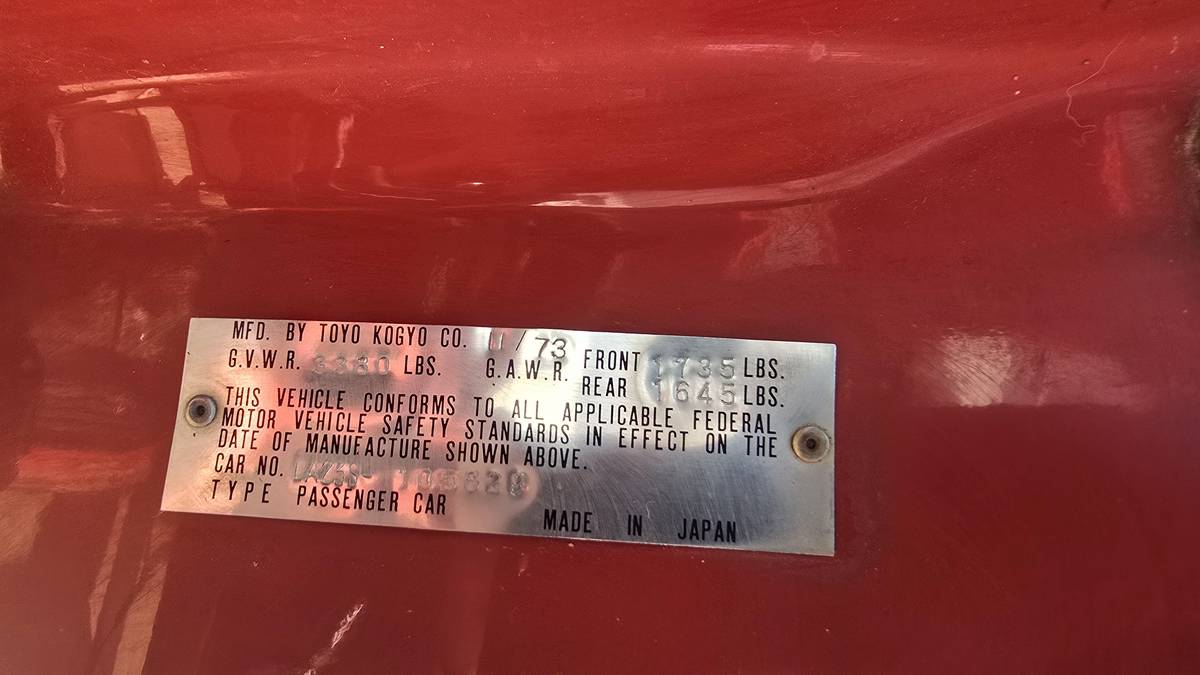 MFD. BY TOYO KOGYO CO. /73
G.V.W.R. 3380 LBS. G.A.W.R. FRONT 1735 LBS.
REAR 1645 LBS.
THIS VEHICLE CONFORMS TO ALL APPLICABLE FEDERAL
MOTOR VEHICLE SAFETY STANDARDS IN EFFECT ON THE
DATE OF MANUFACTURE SHOWN ABOVE.
CAR NO.
TYPE PASSENGER CAR
MADE IN JAPAN